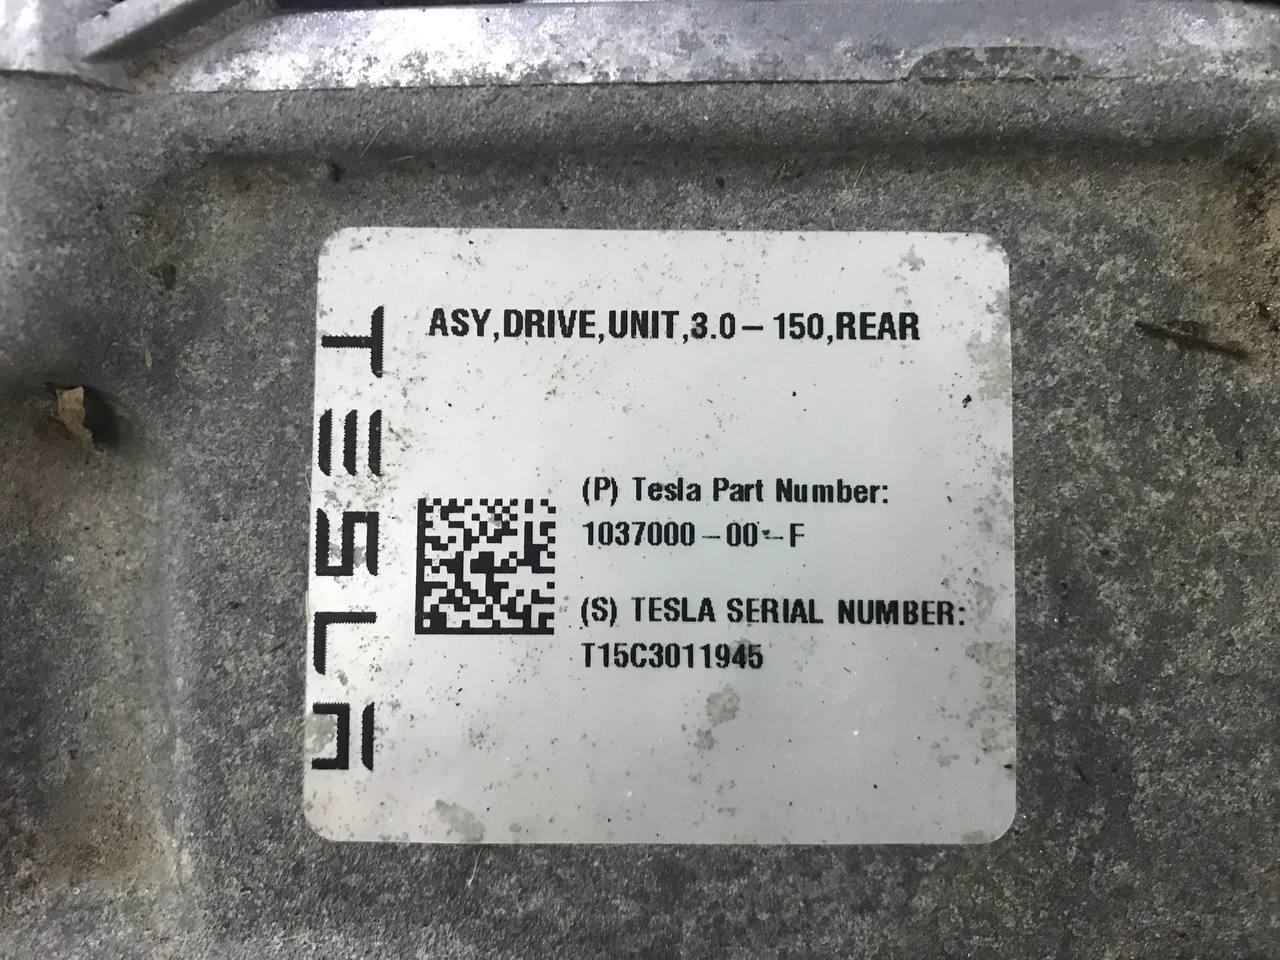 TESLA
ASY,DRIVE,UNIT,3.0-150,REAR
(P) Tesla Part Number:
1037000-00-F
(S) TESLA SERIAL NUMBER:
T15C3011945